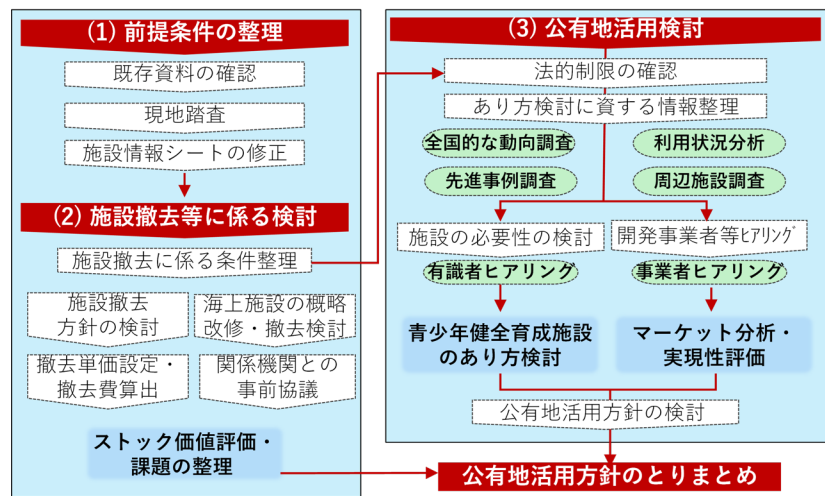 (1) 前提条件の整理
既存資料の確認
現地踏査
施設情報シートの修正
(2) 施設撤去等に係る検討
施設撤去に係る条件整理
施設撤去
方針の検討
海上施設の概略
改修・撤去検討
撤去単価設定・
撤去費算出
関係機関との
事前協議
ストック価値評価・
課題の整理
(3) 公有地活用検討
法的制限の確認
あり方検討に資する情報整理
全国的な動向調査
利用状況分析
先進事例調査
周辺施設調査
施設の必要性の検討
開発事業者等ﾋｱﾘﾝｸﾞ
有識者ヒアリング
事業者ヒアリング
青少年健全育成施設
のあり方検討
マーケット分析・
実現性評価
公有地活用方針の検討
公有地活用方針のとりまとめ